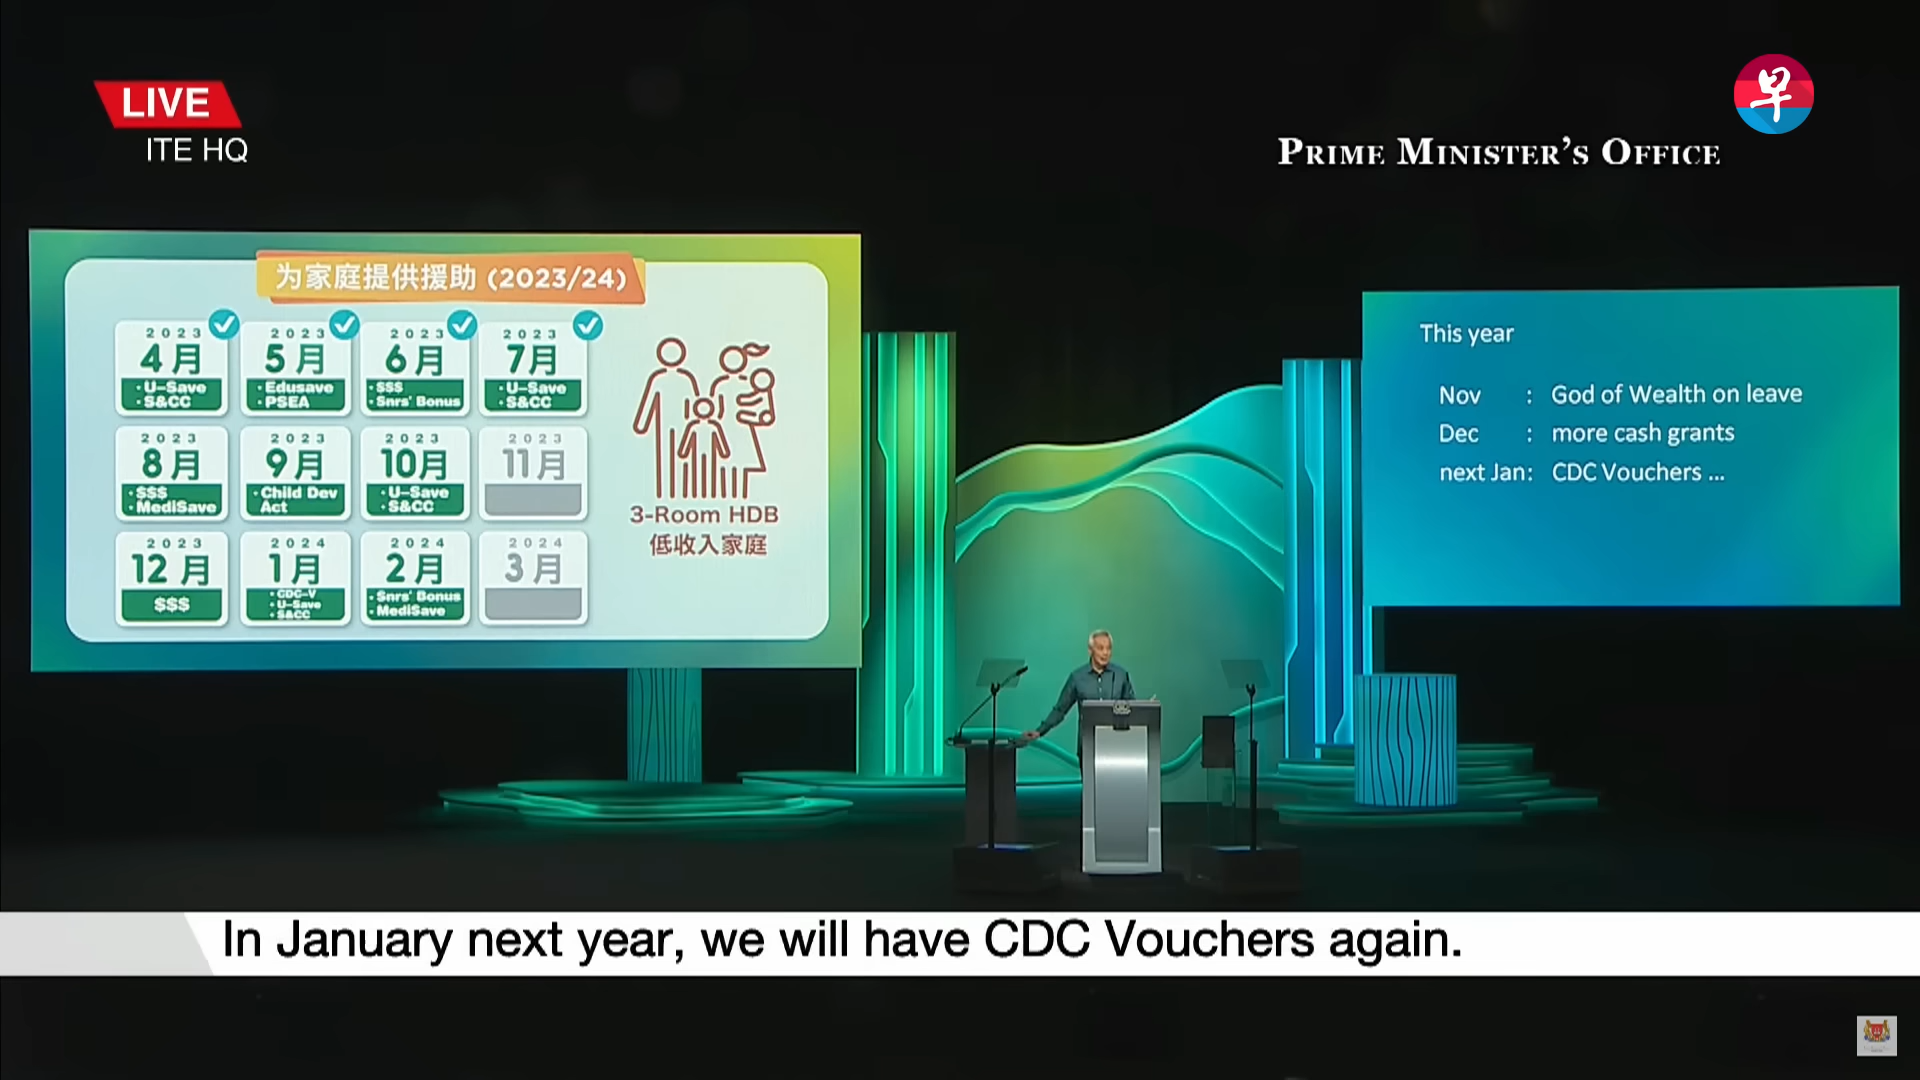 LIVE
ITE HQ
早
PRIME MINISTER'S OFFICE
为家庭提供援助 (2023/24)
2023
4月
• U-Save
• S&CC
2023
5月
• Edusave
• PSEA
2023
6月
• $$$
• Snrs' Bonus
2023
7月
• U-Save
• S&CC
2023
8月
• $$$
• MediSave
2023
9月
• Child Dev
Act
2023
10月
• U-Save
• S&CC
2023
11月
2023
12月
$$$
2024
1月
• CDC-V
• U-Save
• S&CC
2024
2月
• Snrs' Bonus
• MediSave
2024
3月
3-Room HDB
低收入家庭
This year
Nov : God of Wealth on leave
Dec : more cash grants
next Jan: CDC Vouchers ...
In January next year, we will have CDC Vouchers again.